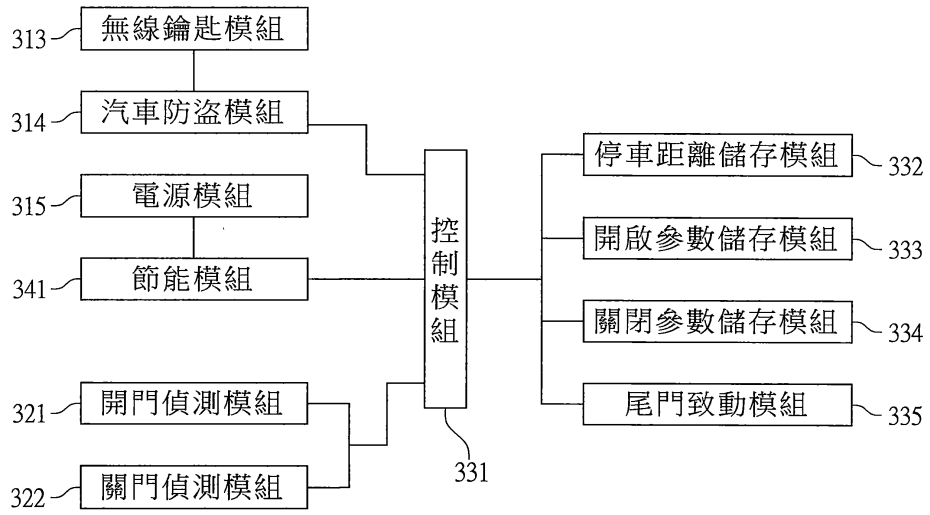 313
無線鑰匙模組
314
汽車防盜模組
315
電源模組
341
節能模組
321
開門偵測模組
322
關門偵測模組
控制模組
331
停車距離儲存模組
332
開啟參數儲存模組
333
關閉參數儲存模組
334
尾門致動模組
335